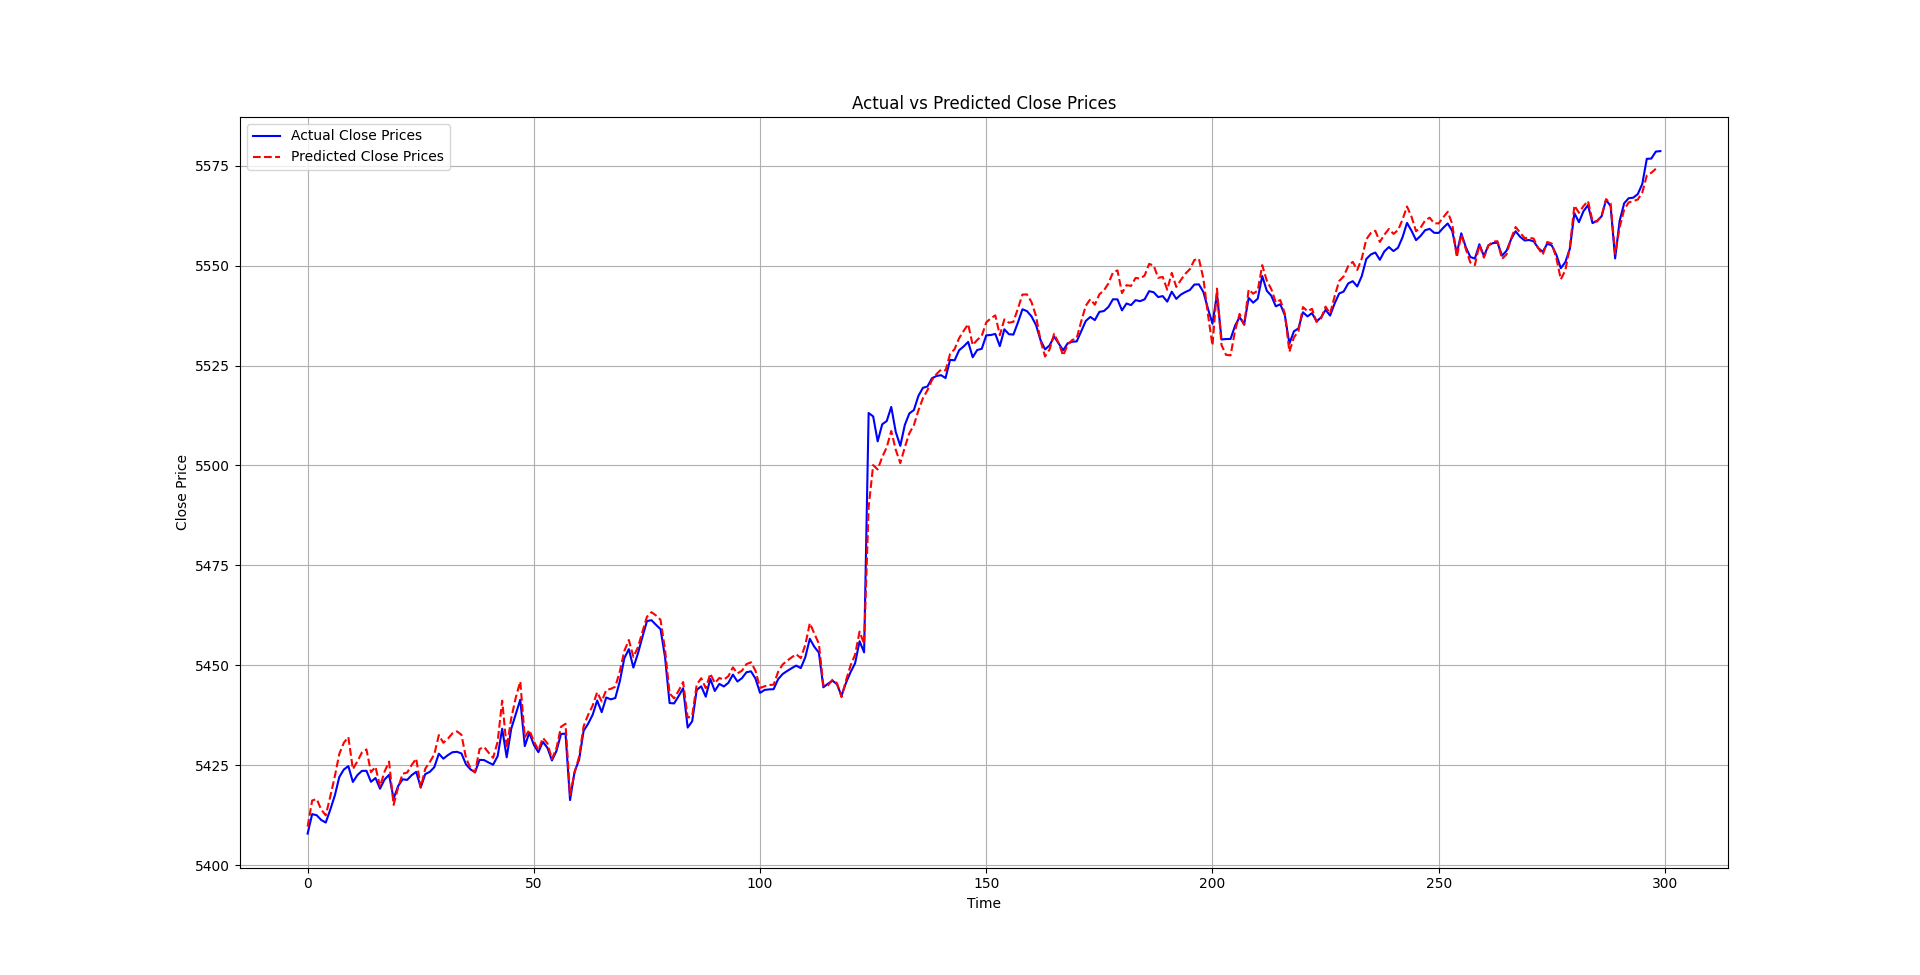 Actual vs Predicted Close Prices
Actual Close Prices
Predicted Close Prices
5575
5550
5525
5500
5475
5450
5425
5400
Close Price
0 50 100 150 200 250 300
Time